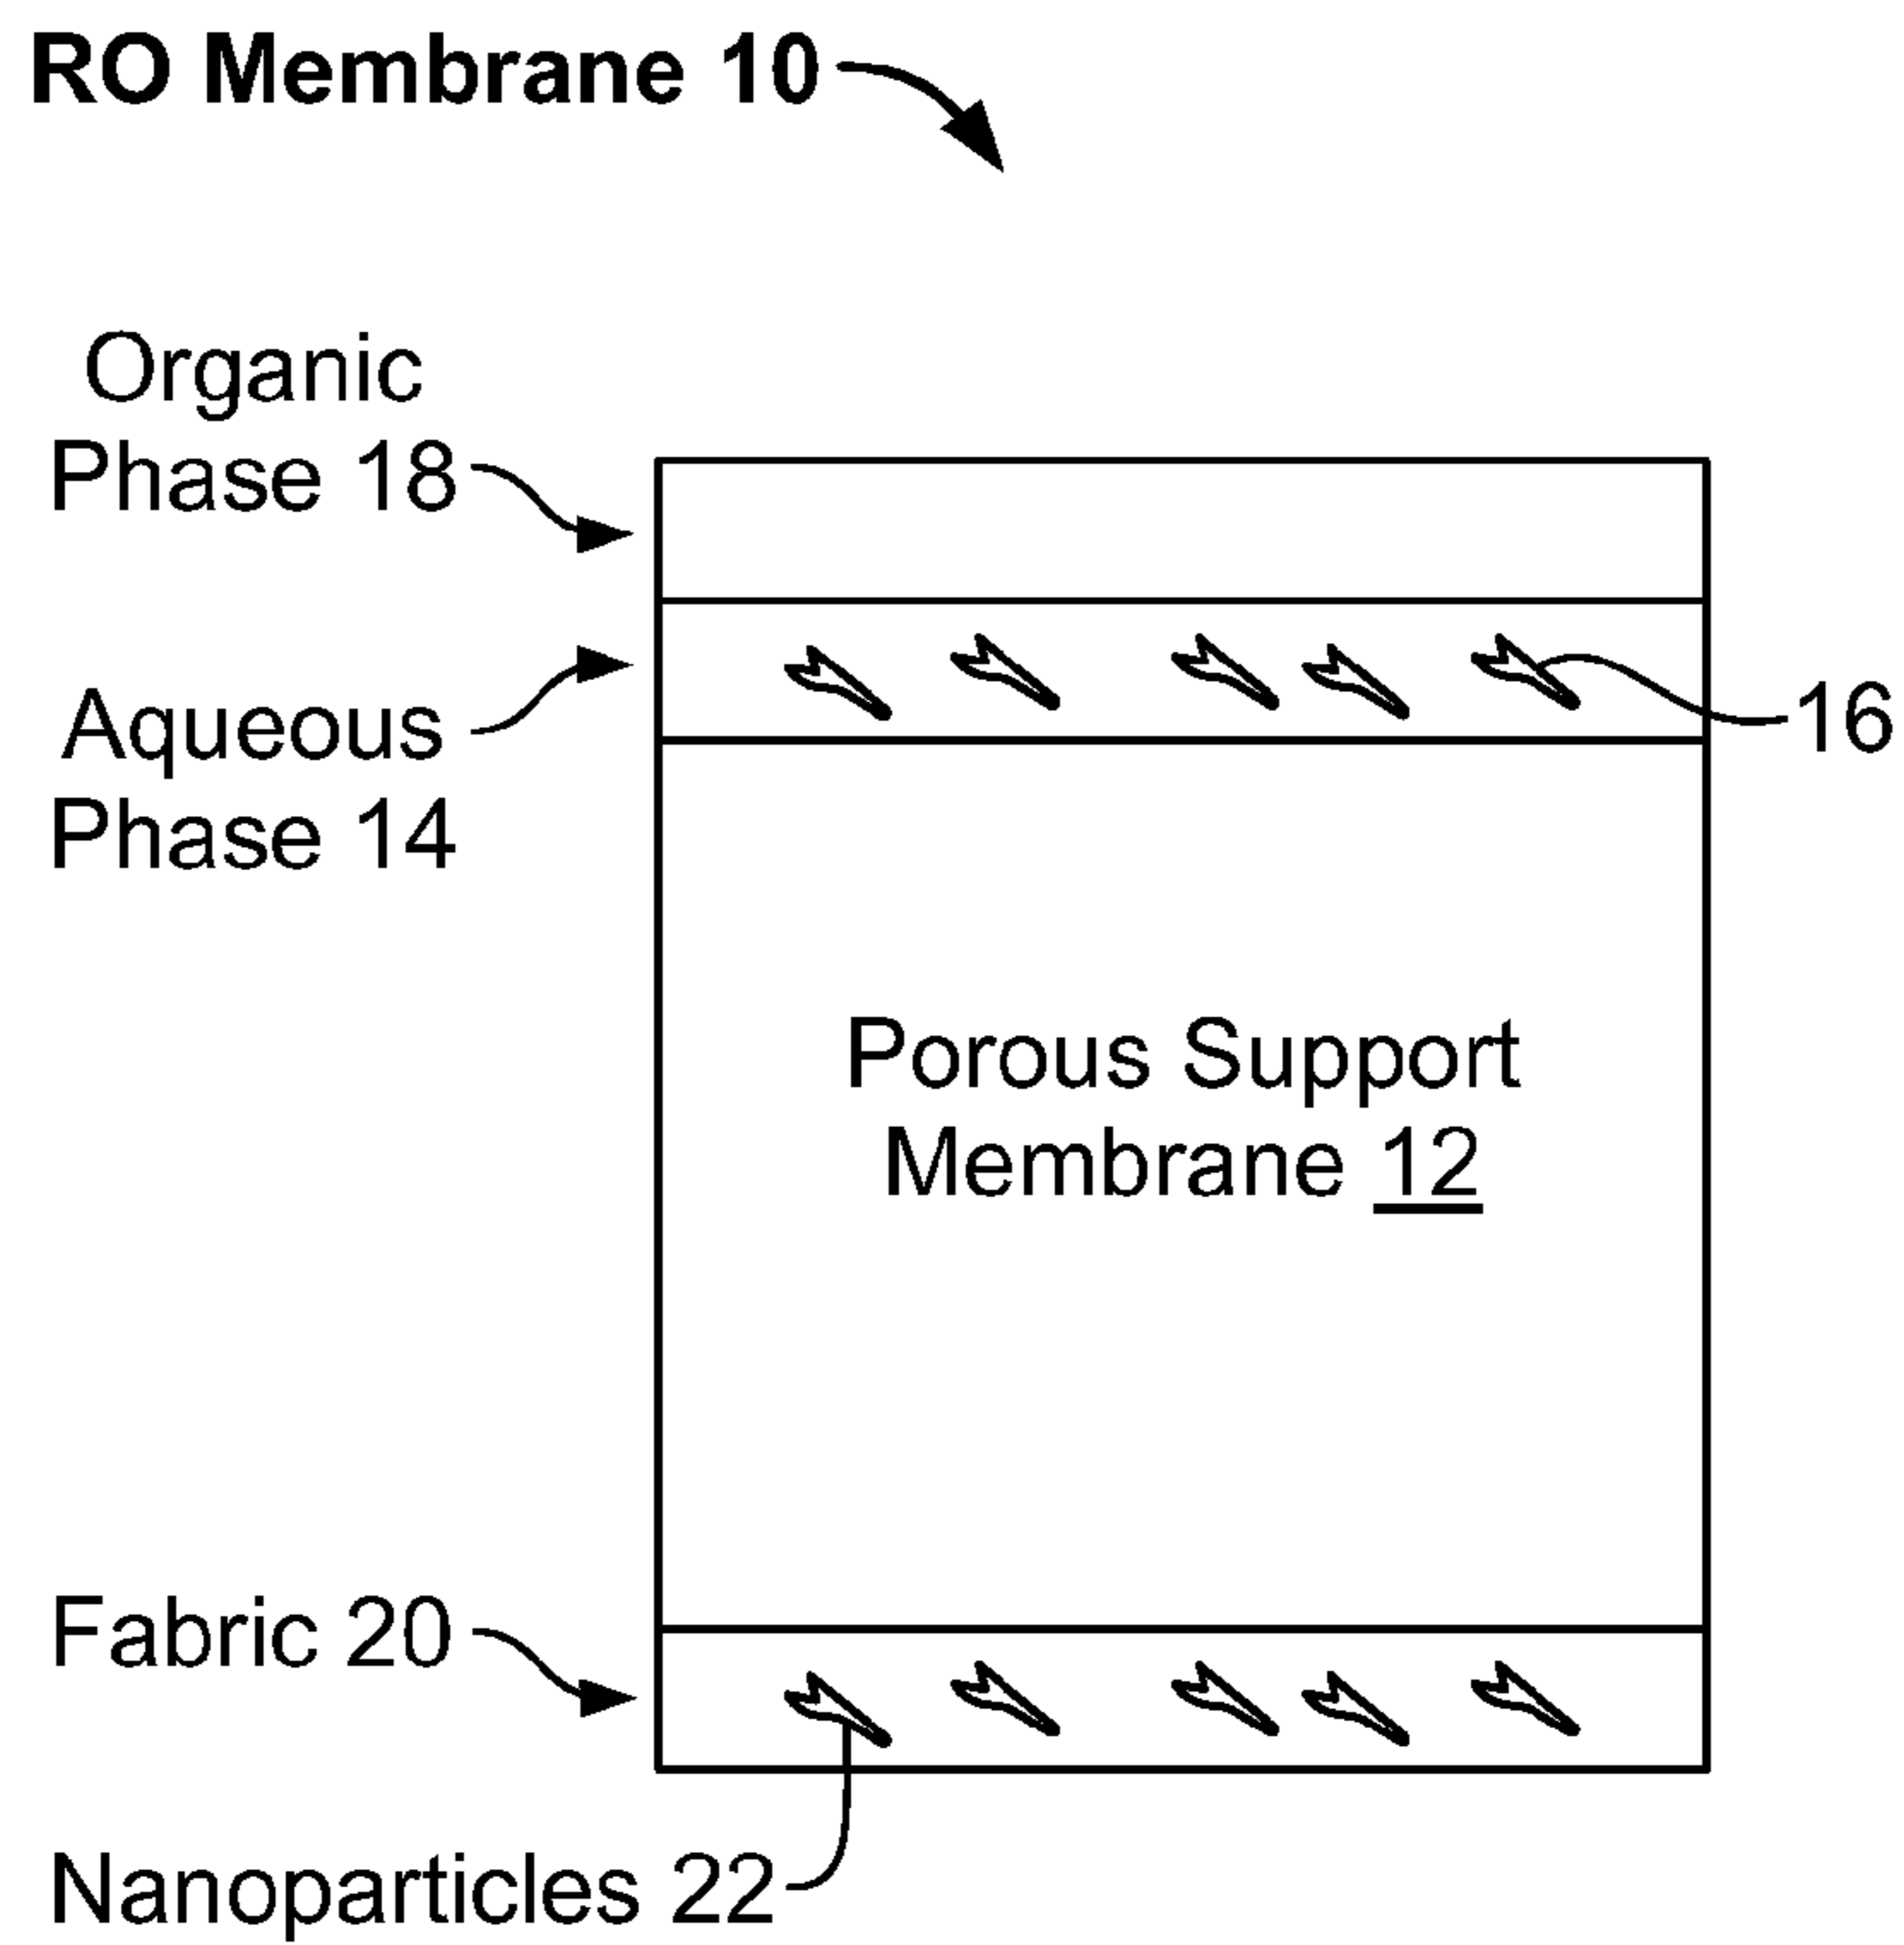 RO Membrane 10
Organic
Phase 18
Aqueous
Phase 14
16
Porous Support
Membrane 12
Fabric 20
Nanoparticles 22